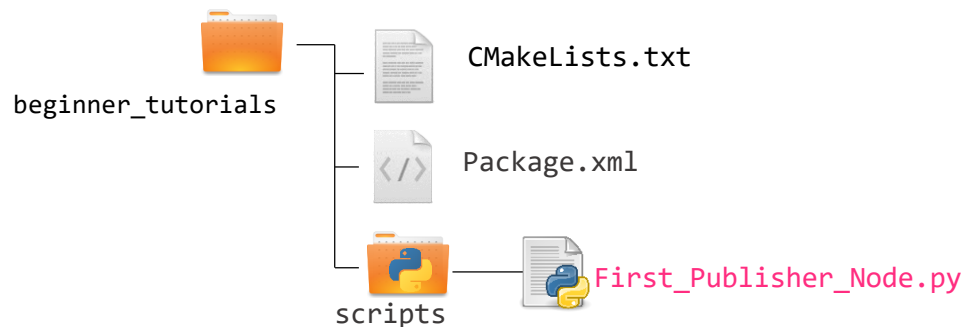 CMakeLists.txt
beginner_tutorials
</>
Package.xml
First_Publisher_Node.py
scripts